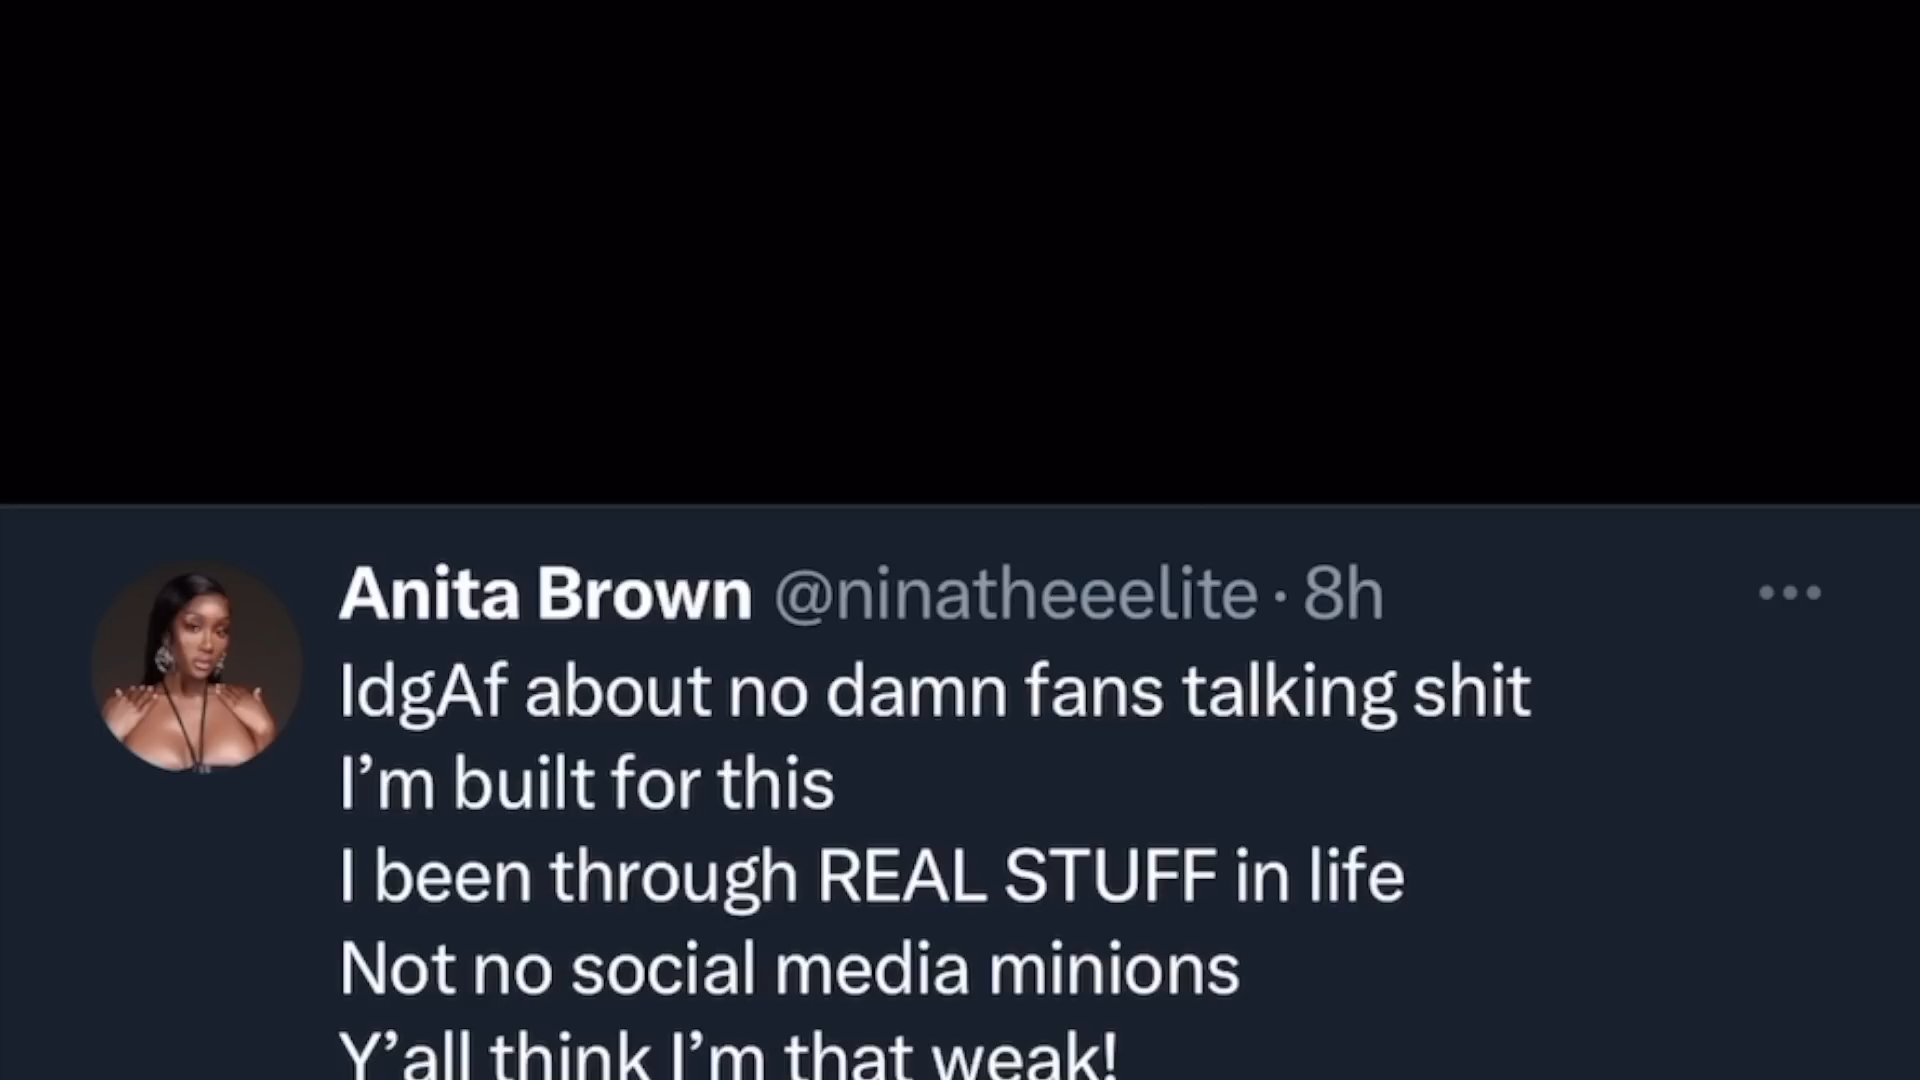 Anita Brown @ninatheeelite · 8h
IdgAf about no damn fans talking shit
I’m built for this
I been through REAL STUFF in life
Not no social media minions
Y’all think I’m that weak!